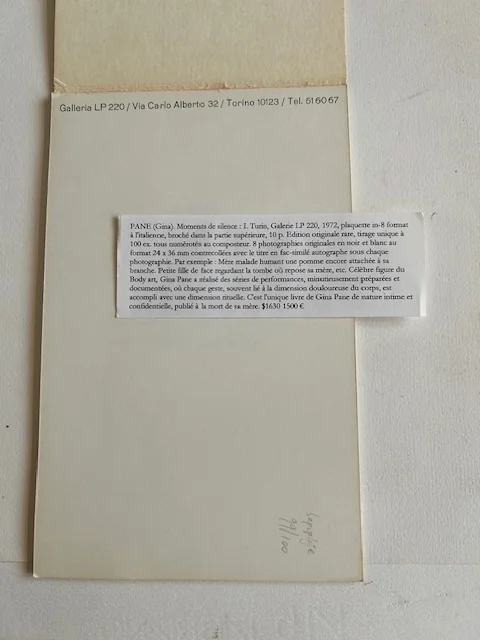 Galleria LP 220 / Via Carlo Alberto 32 / Torino 10123 / Tel. 51 60 67
PANE (Gina). Moments de silence : I. Turin, Galerie LP 220, 1972, plaquette in-8 format
à l'italienne, broché dans la partie supérieure, 10 p. Edition originale rare, tirage unique à
100 ex. tous numérotés au composteur. 8 photographies originales en noir et blanc au
format 24 x 36 mm contrecollées avec le titre en fac-similé autographe sous chaque
photographie. Par exemple : Mère malade humant une pomme encore attachée à sa
branche. Petite fille de face regardant la tombe où repose sa mère, etc. Célèbre figure du
Body art, Gina Pane a réalisé des séries de performances, minutieusement préparées et
documentées, où chaque geste, souvent lié à la dimension douloureuse du corps, est
accompli avec une dimension rituelle. C'est l'unique livre de Gina Pane de nature intime et
confidentielle, publié à la mort de sa mère. $1630 1500 €